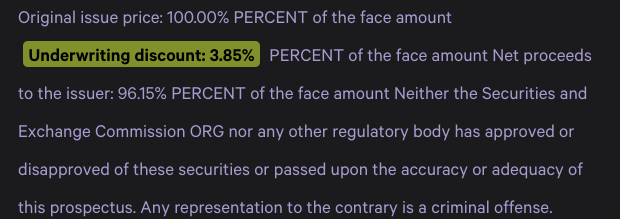 Original issue price: 100.00% PERCENT of the face amount
Underwriting discount: 3.85% PERCENT of the face amount Net proceeds
to the issuer: 96.15% PERCENT of the face amount Neither the Securities and
Exchange Commission ORG nor any other regulatory body has approved or
disapproved of these securities or passed upon the accuracy or adequacy of
this prospectus. Any representation to the contrary is a criminal offense.